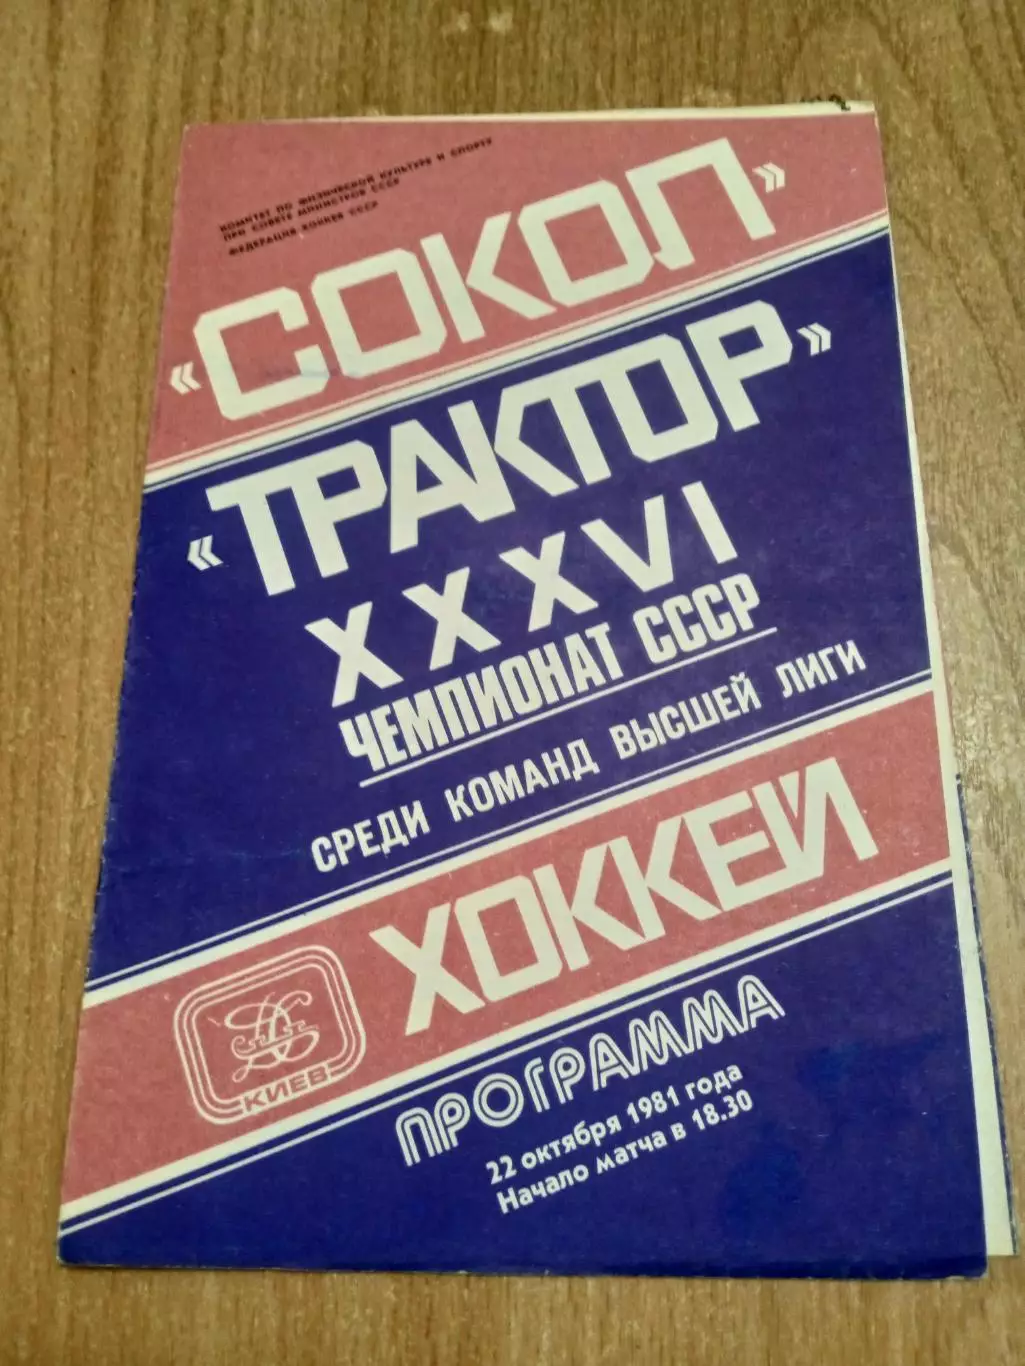 КОМИТЕТ ПО ФИЗИЧЕСКОЙ КУЛЬТУРЕ И СПОРТУ
ПРИ СОВЕТЕ МИНИСТРОВ СССР
ФЕДЕРАЦИЯ ХОККЕЯ СССР
«СОКОЛ»
«ТРАКТОР»
XXXVI
ЧЕМПИОНАТ СССР
СРЕДИ КОМАНД ВЫСШЕЙ ЛИГИ
ХОККЕЙ
КИЕВ
ПРОГРАММА
22 октября 1981 года
Начало матча в 18.30